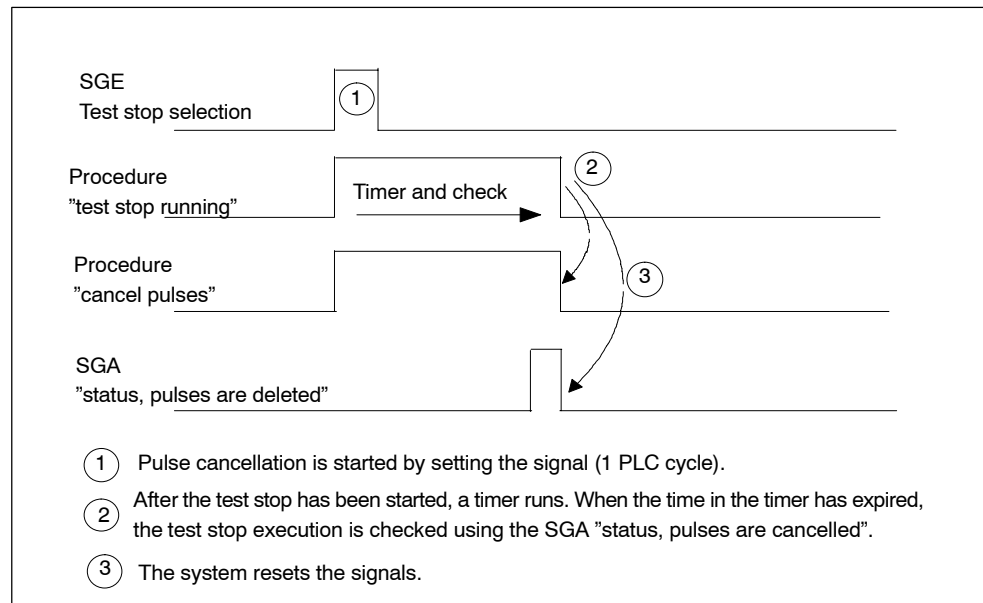 SGE
Test stop selection
1
Procedure
”test stop running”
Timer and check
2
Procedure
”cancel pulses”
3
SGA
”status, pulses are deleted”
1 Pulse cancellation is started by setting the signal (1 PLC cycle).
2 After the test stop has been started, a timer runs. When the time in the timer has expired,
the test stop execution is checked using the SGA ”status, pulses are cancelled”.
3 The system resets the signals.